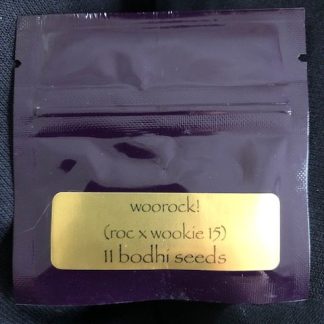 woorock!
(roc x wookie 15)
11 bodhi seeds